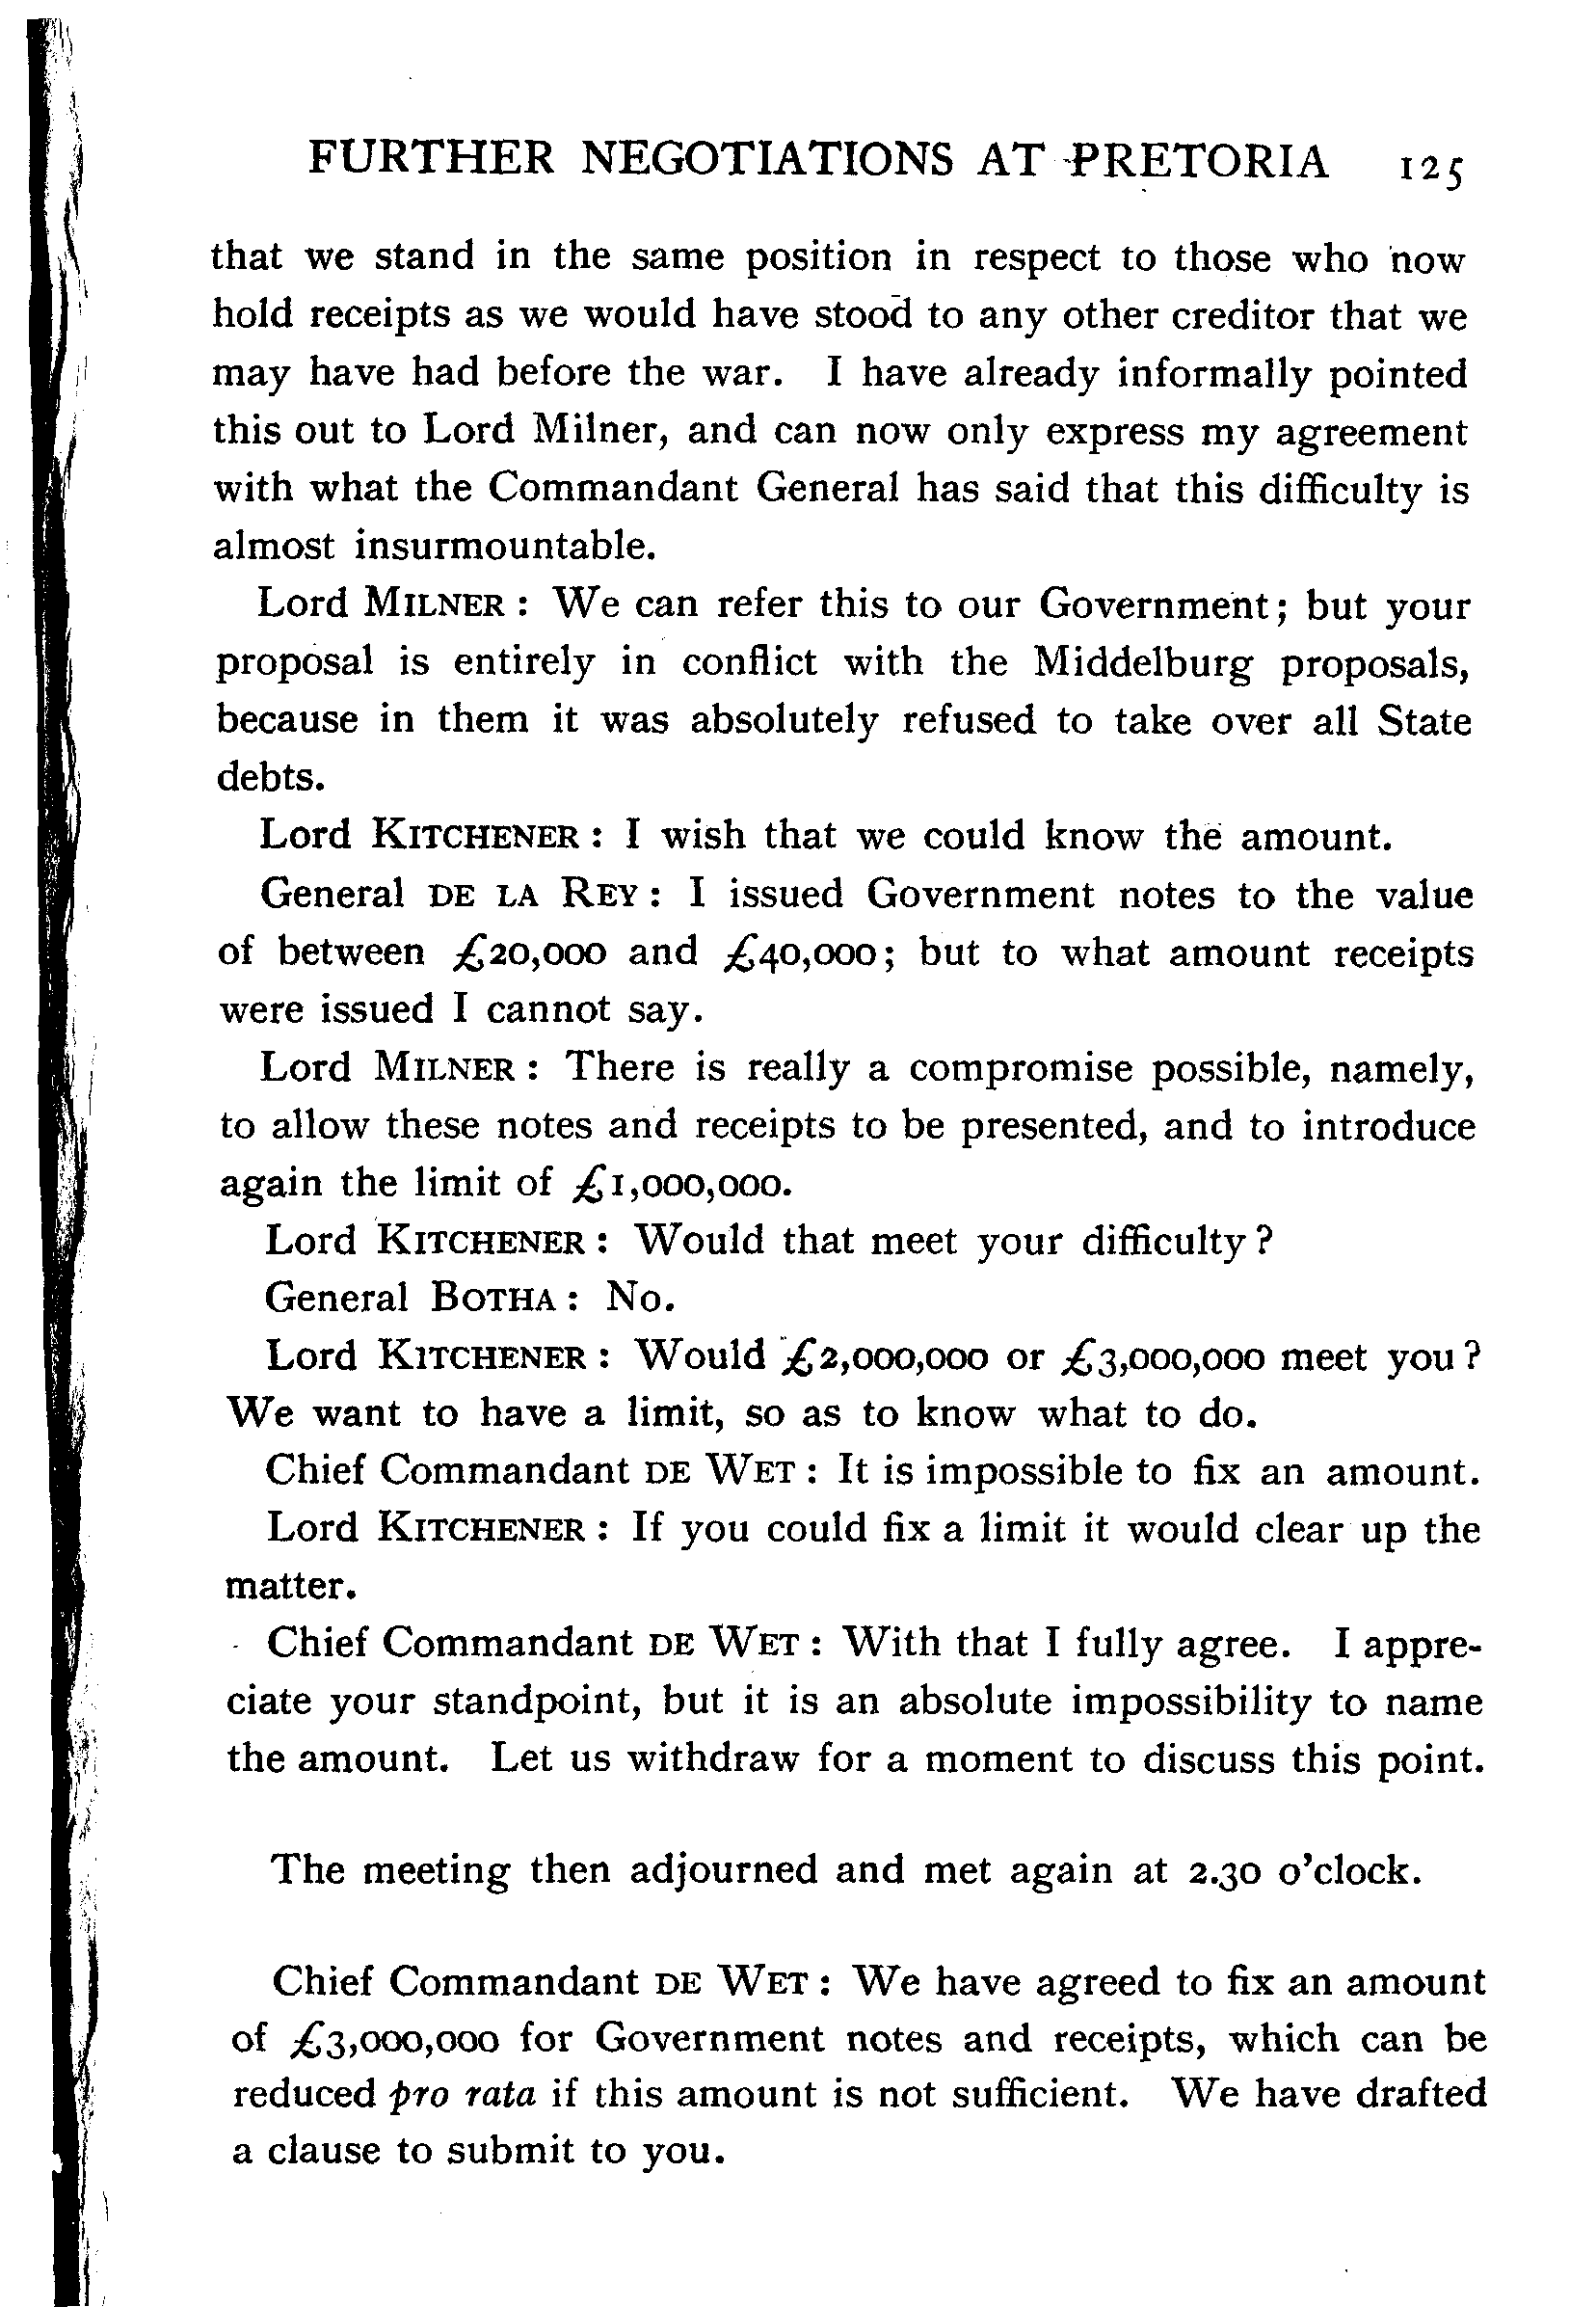 FURTHER NEGOTIATIONS AT PRETORIA 125
that we stand in the same position in respect to those who now
hold receipts as we would have stood to any other creditor that we
may have had before the war. I have already informally pointed
this out to Lord Milner, and can now only express my agreement
with what the Commandant General has said that this difficulty is
almost insurmountable.
Lord MILNER : We can refer this to our Government; but your
proposal is entirely in conflict with the Middelburg proposals,
because in them it was absolutely refused to take over all State
debts.
Lord KITCHENER : I wish that we could know the amount.
General DE LA REY : I issued Government notes to the value
of between £20,000 and £40,000; but to what amount receipts
were issued I cannot say.
Lord MILNER : There is really a compromise possible, namely,
to allow these notes and receipts to be presented, and to introduce
again the limit of £1,000,000.
Lord KITCHENER : Would that meet your difficulty?
General BOTHA : No.
Lord KITCHENER : Would £2,000,000 or £3,000,000 meet you?
We want to have a limit, so as to know what to do.
Chief Commandant DE WET : It is impossible to fix an amount.
Lord KITCHENER : If you could fix a limit it would clear up the
matter.
Chief Commandant DE WET : With that I fully agree. I appre-
ciate your standpoint, but it is an absolute impossibility to name
the amount. Let us withdraw for a moment to discuss this point.
The meeting then adjourned and met again at 2.30 o'clock.
Chief Commandant DE WET : We have agreed to fix an amount
of £3,000,000 for Government notes and receipts, which can be
reduced pro rata if this amount is not sufficient. We have drafted
a clause to submit to you.